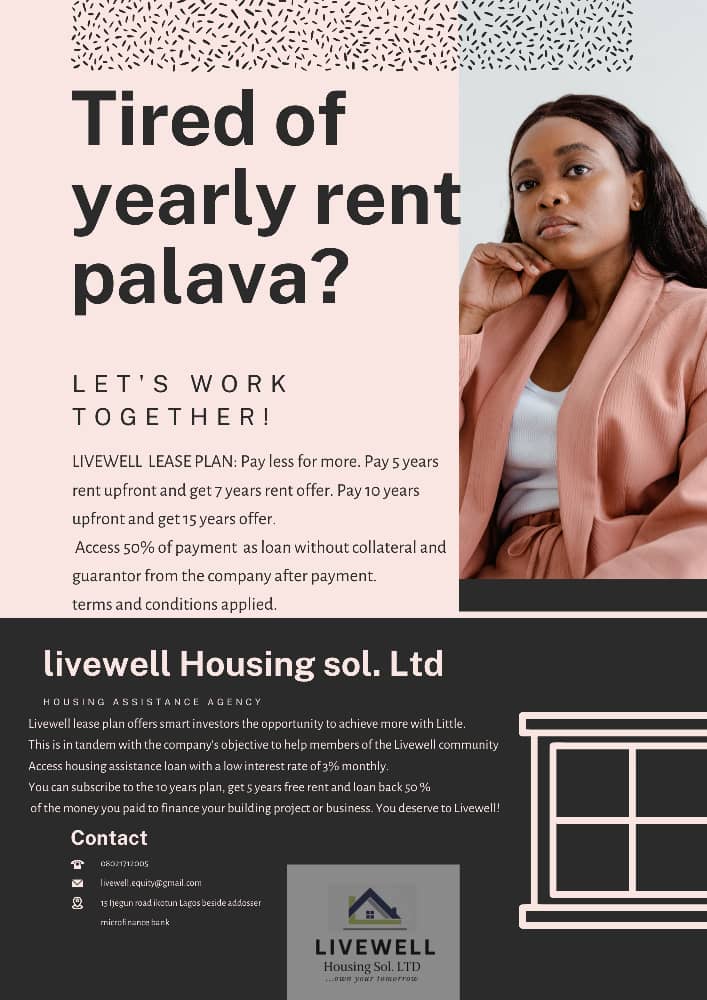 Tired of
yearly rent
palava?
LET'S WORK
TOGETHER!
LIVEWELL LEASE PLAN: Pay less for more. Pay 5 years
rent upfront and get 7 years rent offer. Pay 10 years
upfront and get 15 years offer.
Access 50% of payment as loan without collateral and
guarantor from the company after payment.
terms and conditions applied.
livewell Housing sol. Ltd
HOUSING ASSISTANCE AGENCY
Livewell lease plan offers smart investors the opportunity to achieve more with Little.
This is in tandem with the company's objective to help members of the Livewell community
Access housing assistance loan with a low interest rate of 3% monthly.
You can subscribe to the 10 years plan, get 5 years free rent and loan back 50 %
of the money you paid to finance your building project or business. You deserve to Livewell!
Contact
08021712005
livewell.equity@gmail.com
15 Ijegun road ikotun Lagos beside addosser
microfinance bank
LIVEWELL
Housing Sol. LTD
...own your tomorrow